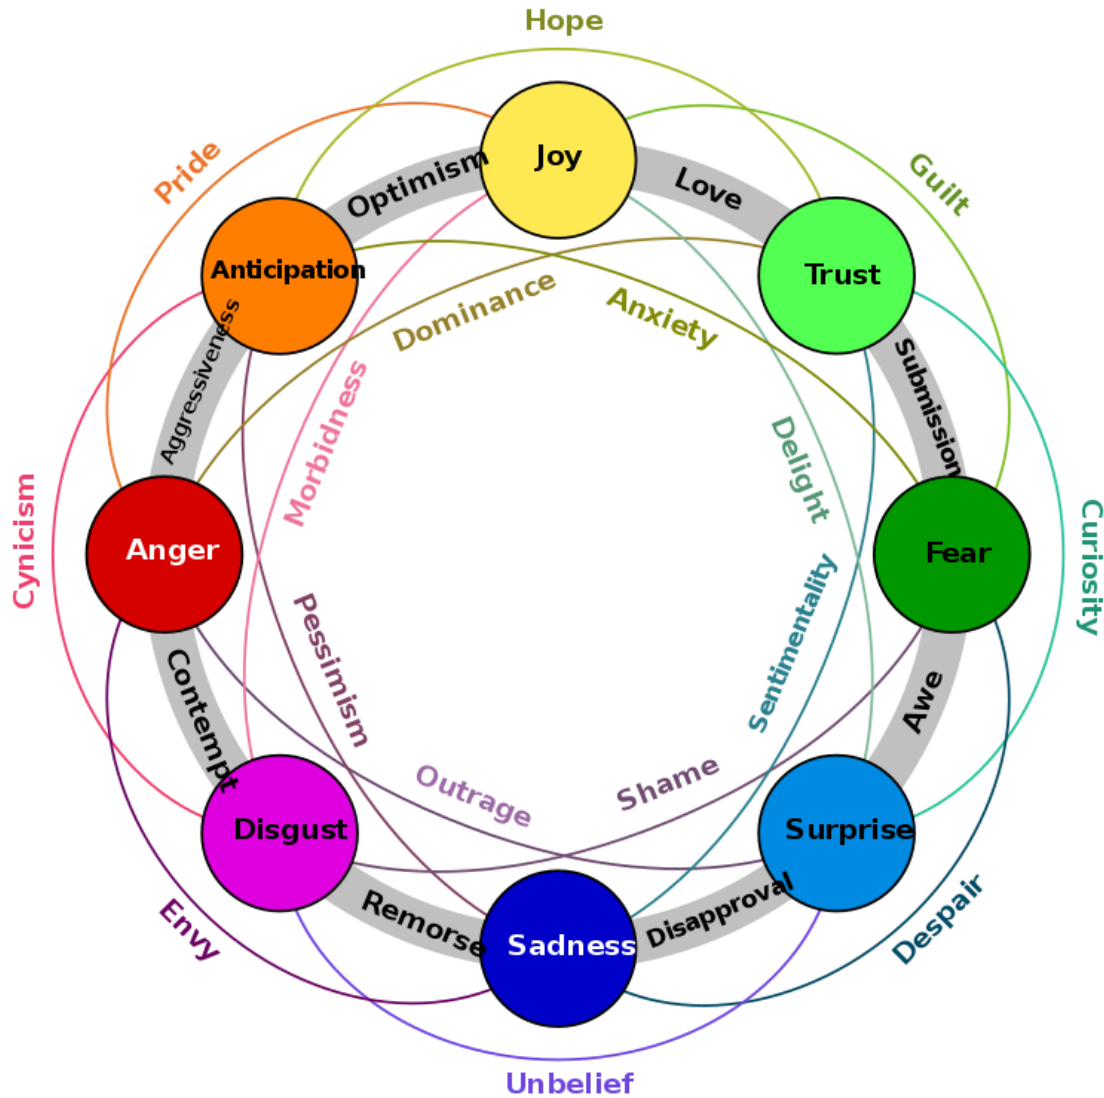 Hope
Joy
Pride
Optimism
Love
Guilt
Anticipation
Trust
Dominance
Anxiety
Aggressiveness
Submission
Morbidness
Delight
Cynicism
Anger
Fear
Curiosity
Pessimism
Sentimentality
Contempt
Awe
Outrage
Shame
Disgust
Surprise
Envy
Remorse
Sadness
Disapproval
Despair
Unbelief